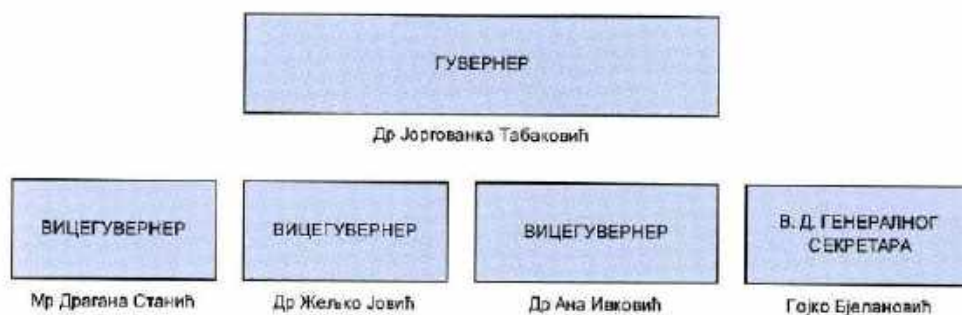 ГУВЕРНЕР
Др Јоргованка Табаковић
ВИЦЕГУВЕРНЕР
ВИЦЕГУВЕРНЕР
ВИЦЕГУВЕРНЕР
В. Д. ГЕНЕРАЛНОГ
СЕКРЕТАРА
Мр Драгана Станић
Др Жељко Јовић
Др Ана Ивковић
Гојко Бјелановић